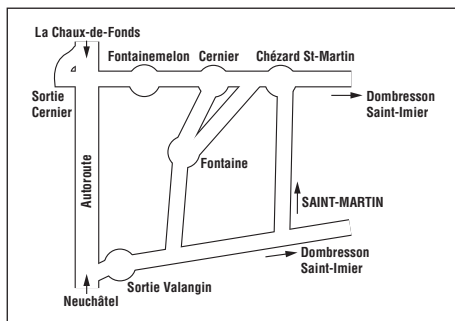 La Chaux-de-Fonds
Fontainemelon
Cernier
Chézard St-Martin
Sortie
Cernier
Dombresson
Saint-Imier
Fontaine
Autoroute
SAINT-MARTIN
Dombresson
Saint-Imier
Sortie Valangin
Neuchâtel